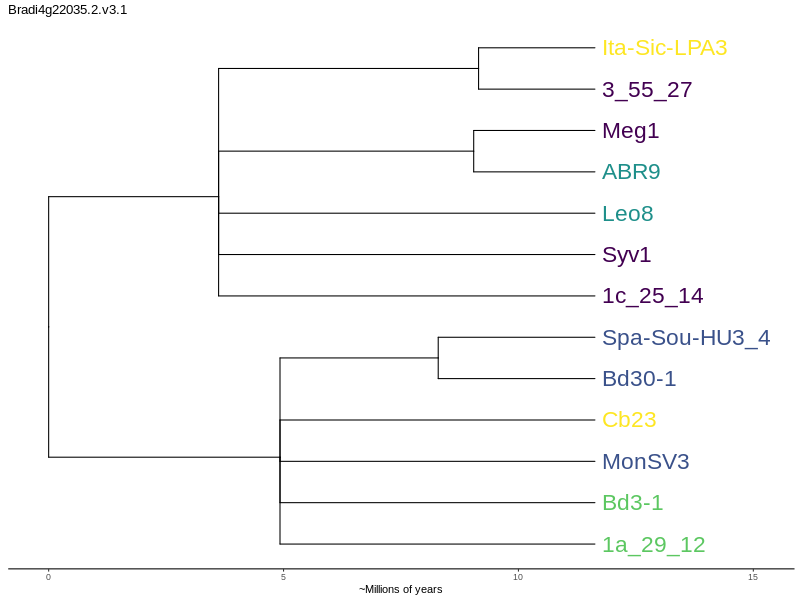 Bradi4g22035.2.v3.1
Ita-Sic-LPA3
3_55_27
Meg1
ABR9
Leo8
Syv1
1c_25_14
Spa-Sou-HU3_4
Bd30-1
Cb23
MonSV3
Bd3-1
1a_29_12
0 5 10 15
~Millions of years